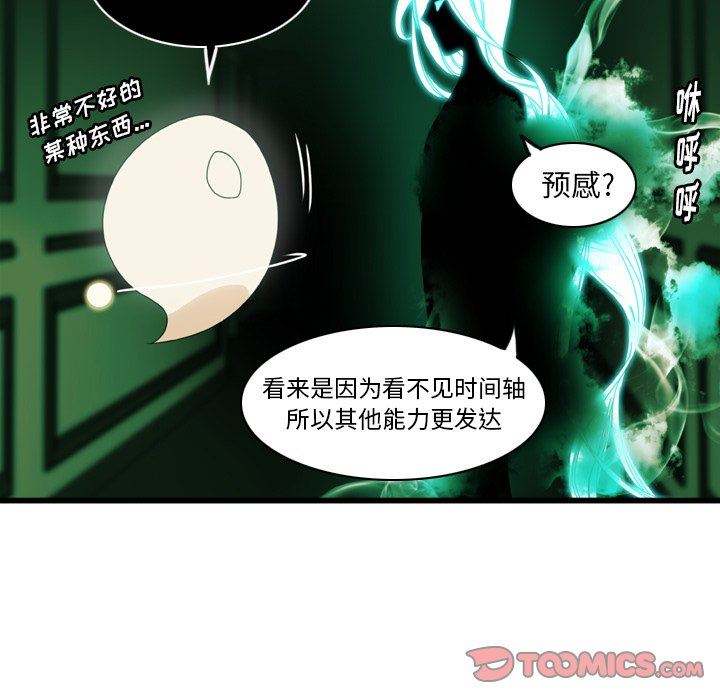 非常不好的
某种东西...
咻呼呼
预感?
看来是因为看不见时间轴
所以其他能力更发达
TOOMICS.COM